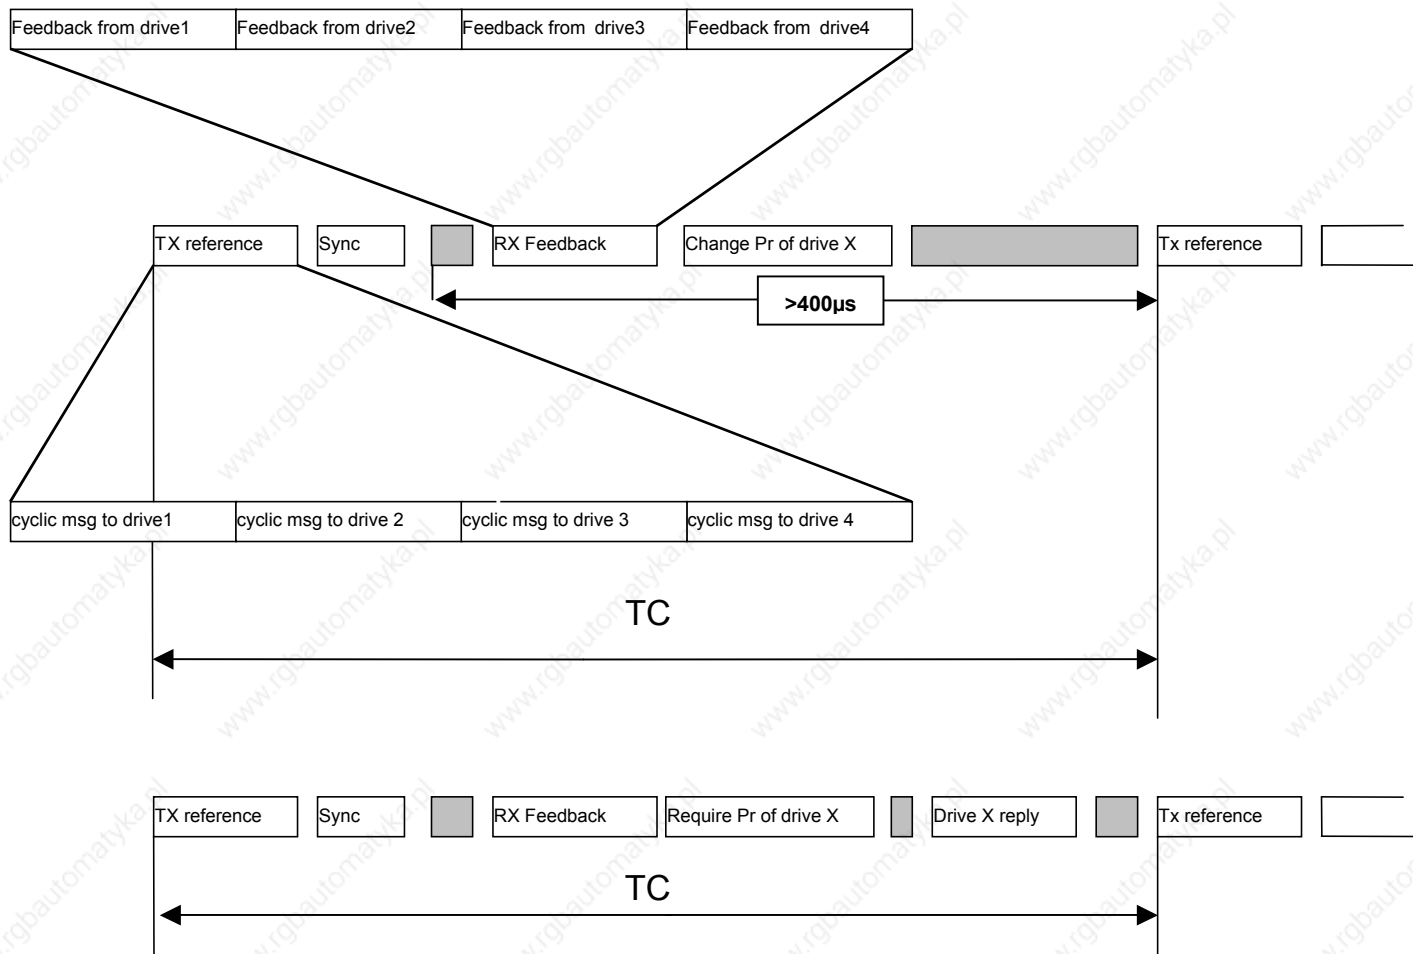 Feedback from drive1 Feedback from drive2 Feedback from drive3 Feedback from drive4
TX reference Sync RX Feedback Change Pr of drive X Tx reference
>400µs
cyclic msg to drive1 cyclic msg to drive 2 cyclic msg to drive 3 cyclic msg to drive 4
TC
TX reference Sync RX Feedback Require Pr of drive X Drive X reply Tx reference
TC
www.rgbautomatyka.pl